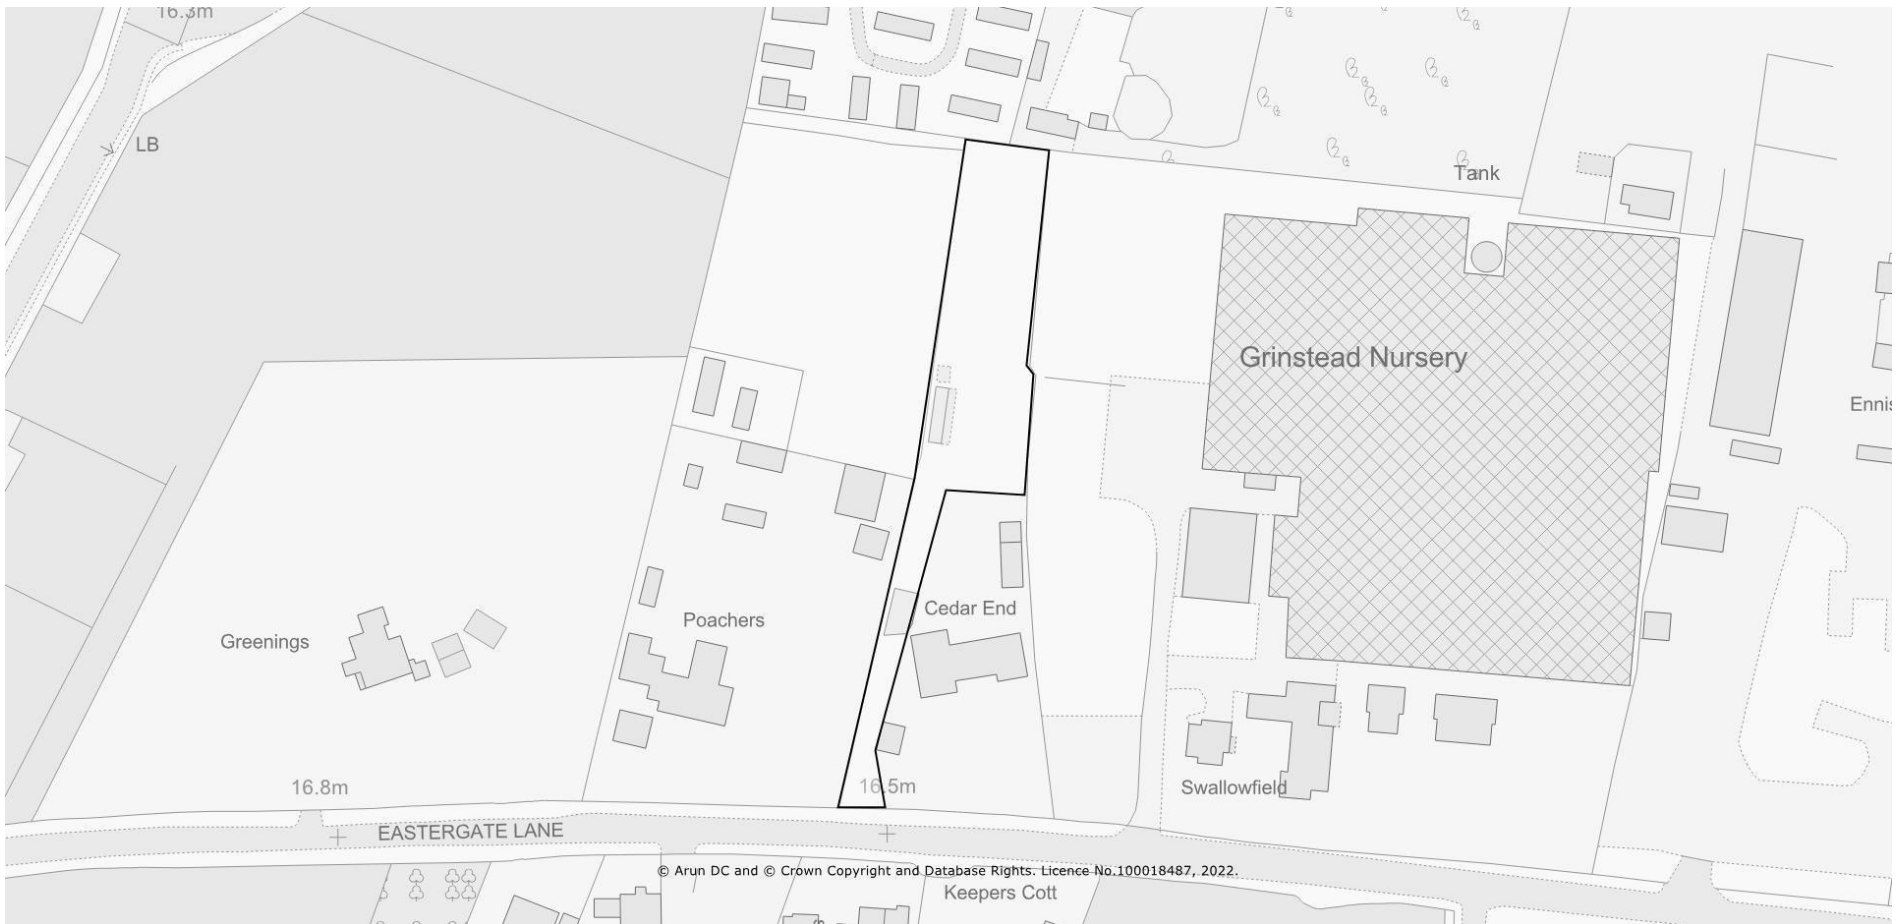 16.3m
LB
Tank
Grinstead Nursery
Ennis
Cedar End
Poachers
Greenings
16.8m
16.5m
Swallowfield
EASTERGATE LANE
© Arun DC and © Crown Copyright and Database Rights. Licence No.100018487, 2022.
Keepers Cott